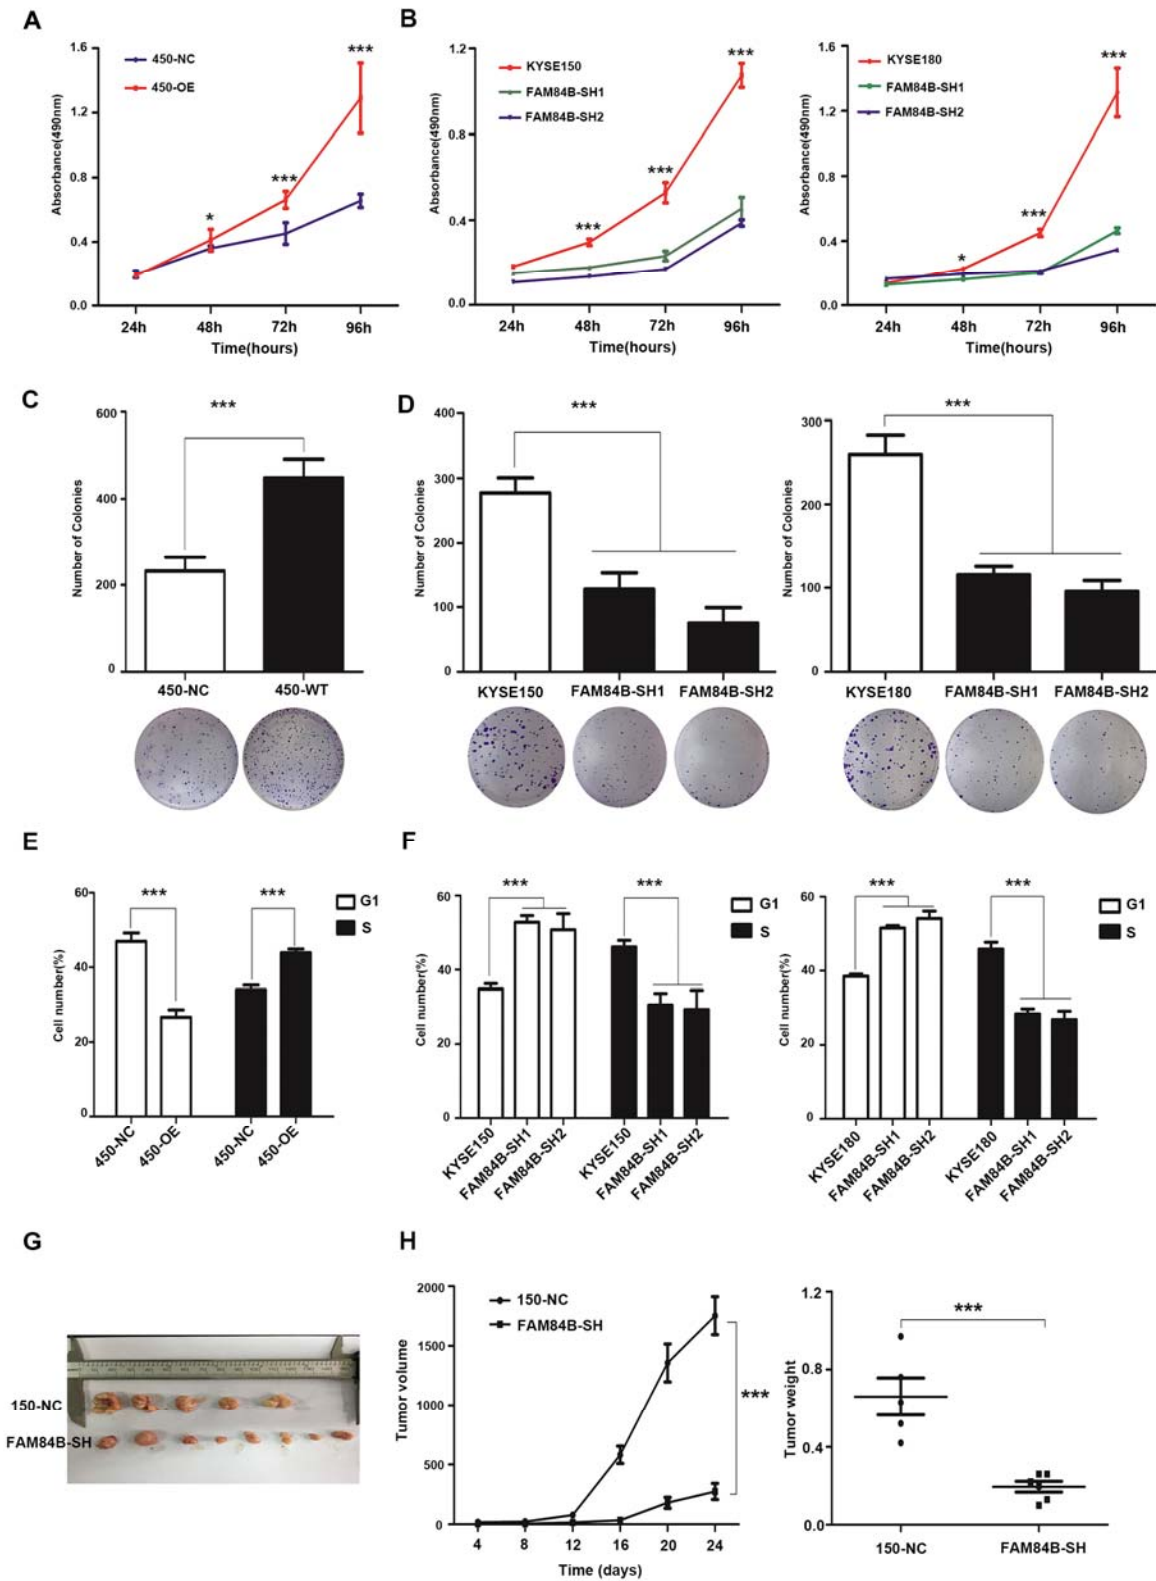 A
1.6
1.2
0.8
0.4
0.0
Absorbance(490nm)
450-NC
450-OE
*
***
***
24h 48h 72h 96h
Time(hours)
B
1.2
0.8
0.4
0.0
Absorbance(490nm)
KYSE150
FAM84B-SH1
FAM84B-SH2
***
***
***
24h 48h 72h 96h
Time(hours)
1.6
1.2
0.8
0.4
0.0
Absorbance(490nm)
KYSE180
FAM84B-SH1
FAM84B-SH2
*
***
***
24h 48h 72h 96h
Time(hours)
C
600
400
200
0
Number of Colonies
***
450-NC 450-WT
D
400
300
200
100
0
Number of Colonies
***
KYSE150 FAM84B-SH1 FAM84B-SH2
300
200
100
0
Number of Colonies
***
KYSE180 FAM84B-SH1 FAM84B-SH2
E
60
40
20
0
Cell number(%)
*** ***
G1
S
450-NC 450-OE 450-NC 450-OE
F
60
40
20
0
Cell number(%)
*** ***
G1
S
KYSE150 FAM84B-SH1 FAM84B-SH2 KYSE150 FAM84B-SH1 FAM84B-SH2
60
40
20
0
Cell number(%)
*** ***
G1
S
KYSE180 FAM84B-SH1 FAM84B-SH2 KYSE180 FAM84B-SH1 FAM84B-SH2
G
150-NC
FAM84B-SH
H
2000
1500
1000
500
0
Tumor volume
150-NC
FAM84B-SH
***
4 8 12 16 20 24
Time (days)
1.2
0.8
0.4
0.0
Tumor weight
***
150-NC FAM84B-SH